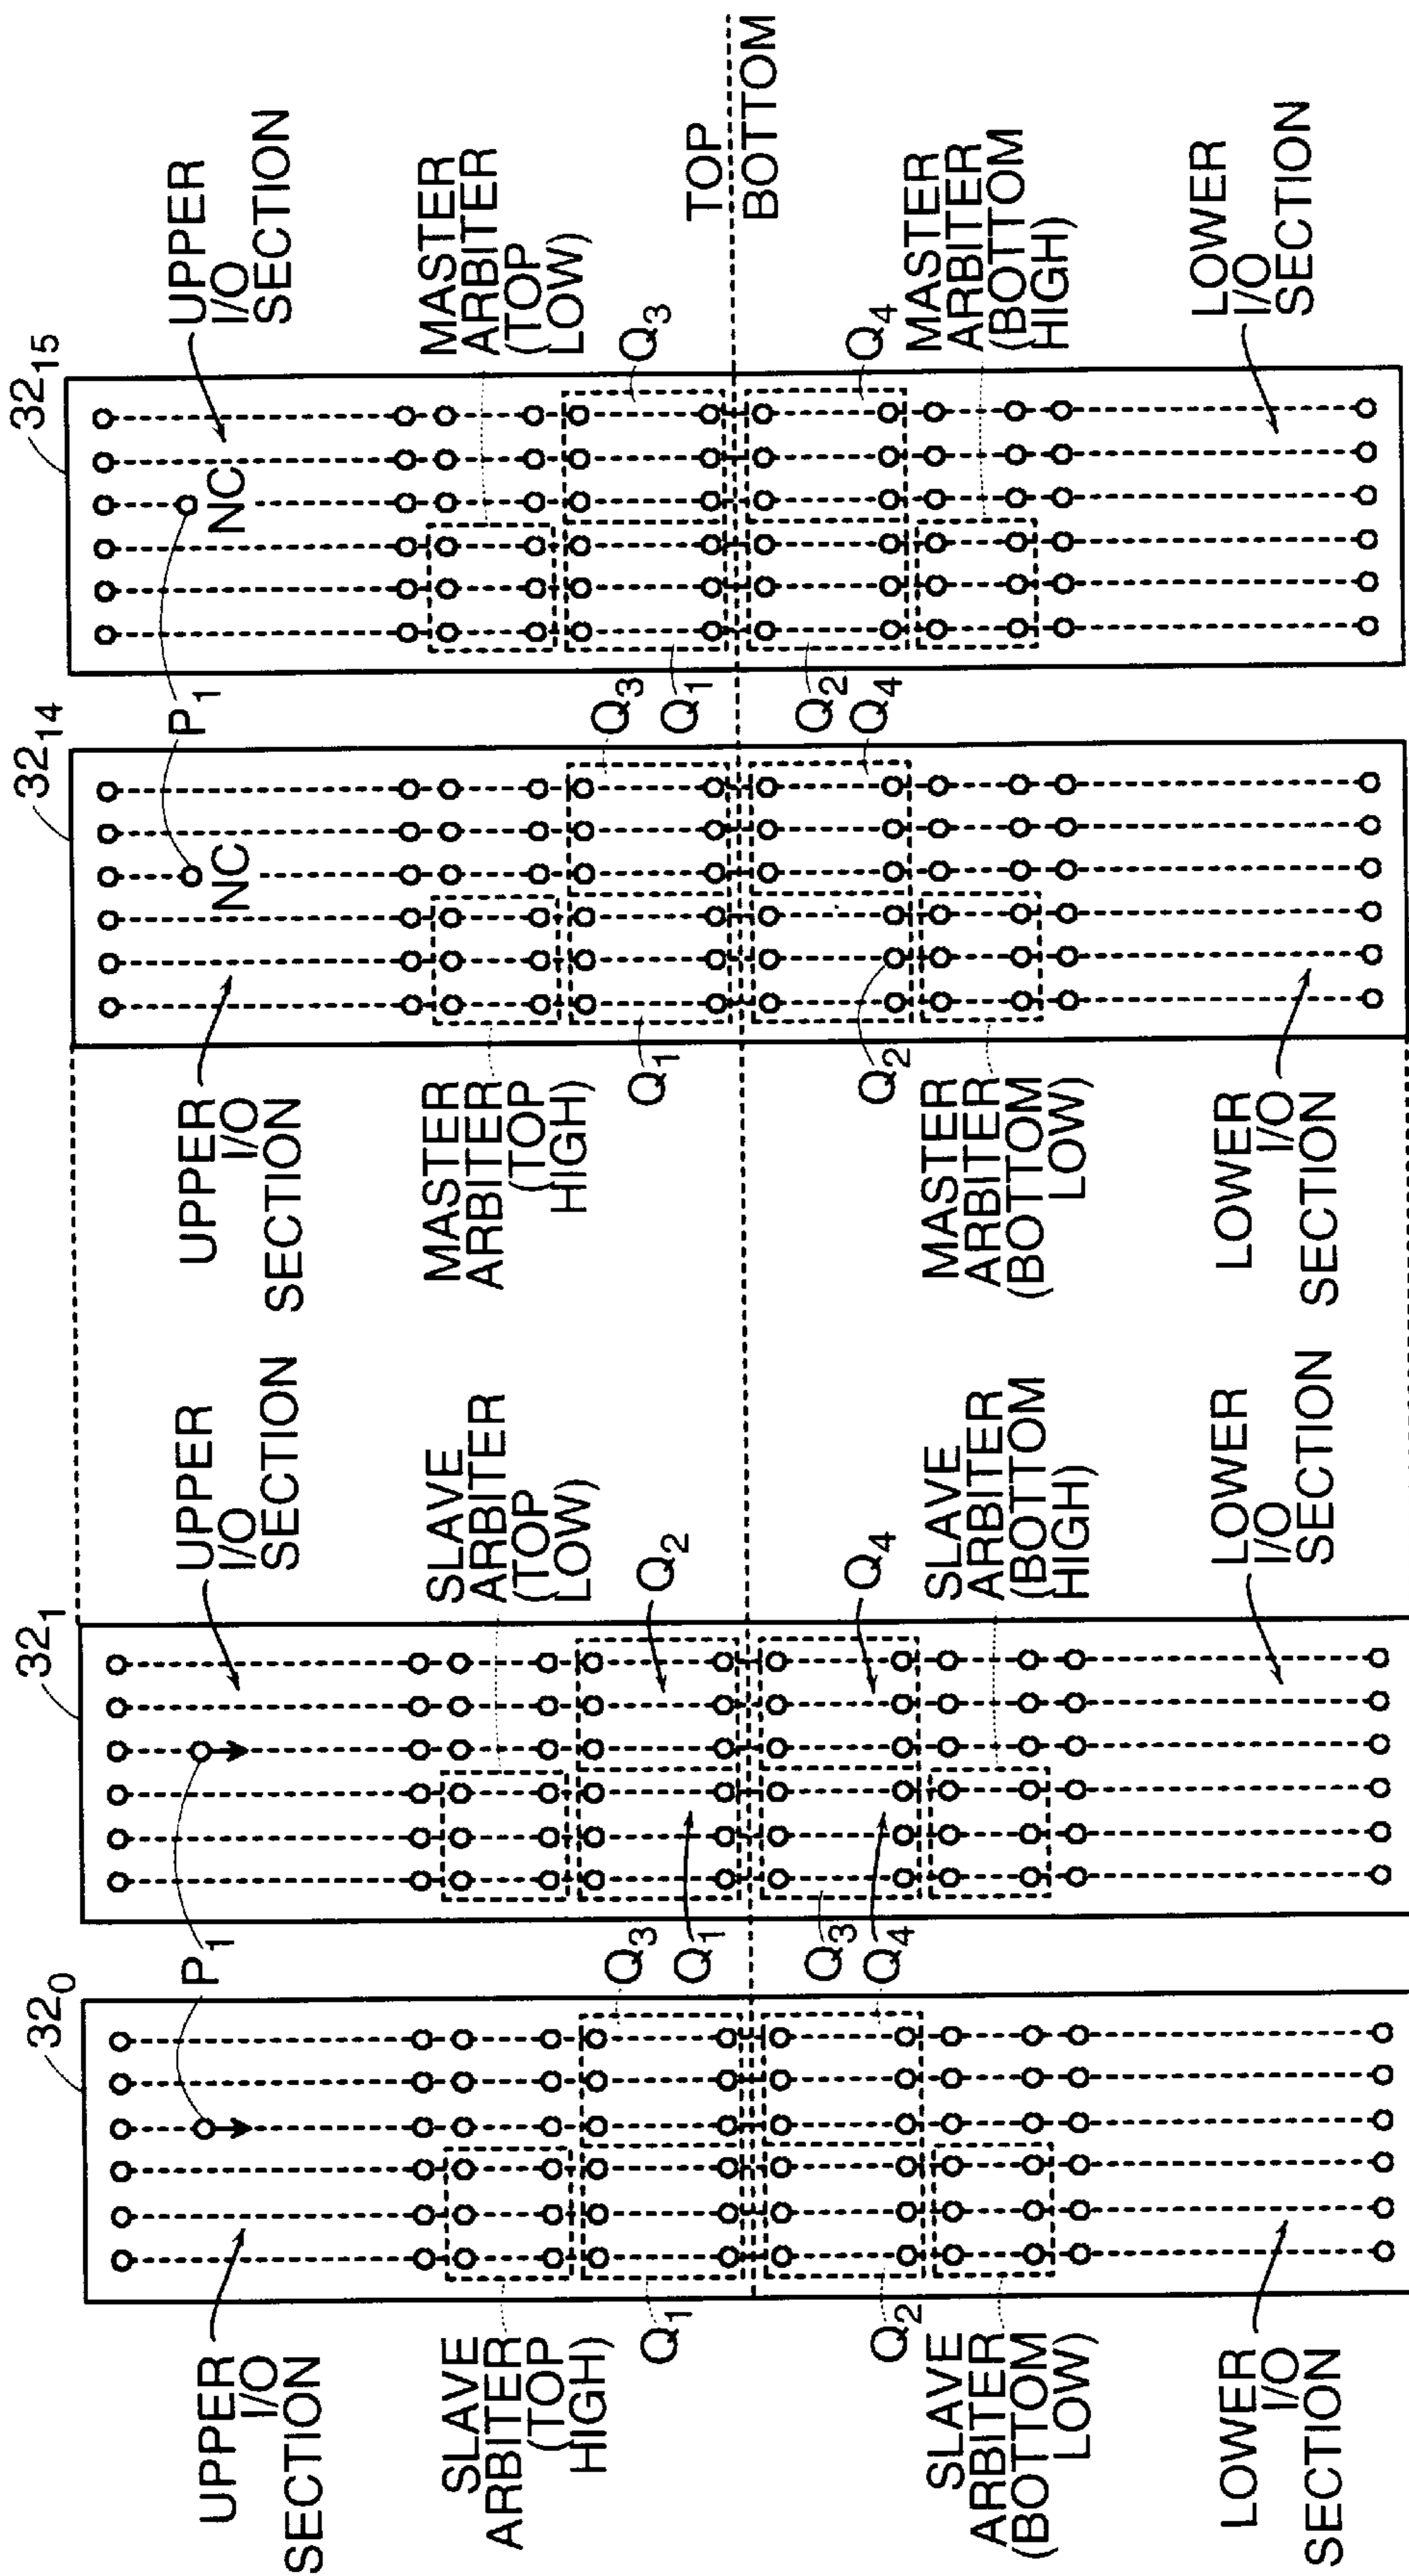 32₀
P₁
UPPER
I/O
SECTION
SLAVE
ARBITER
(TOP
HIGH)
Q₃
Q₁
Q₁
Q₃
Q₄
Q₂
SLAVE
ARBITER
(BOTTOM
LOW)
LOWER
I/O
SECTION
32₁
UPPER
I/O
SECTION
SLAVE
ARBITER
(TOP
LOW)
Q₂
Q₄
SLAVE
ARBITER
(BOTTOM
HIGH)
LOWER
I/O
SECTION
32₁₄
P₁
NC
UPPER
I/O
SECTION
MASTER
ARBITER
(TOP
HIGH)
Q₃
Q₁
Q₁
Q₂
Q₄
Q₂
MASTER
ARBITER
(BOTTOM
LOW)
LOWER
I/O
SECTION
32₁₅
NC
UPPER
I/O
SECTION
MASTER
ARBITER
(TOP
LOW)
Q₃
TOP
BOTTOM
Q₄
MASTER
ARBITER
(BOTTOM
HIGH)
LOWER
I/O
SECTION